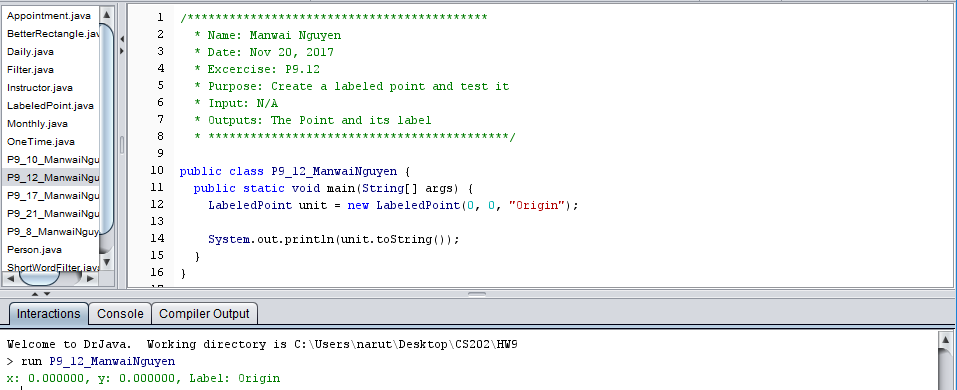 Appointment.java
BetterRectangle.jav
Daily.java
Filter.java
Instructor.java
LabeledPoint.java
Monthly.java
OneTime.java
P9_10_ManwaiNgu
P9_12_ManwaiNgu
P9_17_ManwaiNgu
P9_21_ManwaiNgu
P9_8_ManwaiNguy
Person.java
ShortWordFilter.java
1 /*******************************************
2 * Name: Manwai Nguyen
3 * Date: Nov 20, 2017
4 * Excercise: P9.12
5 * Purpose: Create a labeled point and test it
6 * Input: N/A
7 * Outputs: The Point and its label
8 * *******************************************/
9
10 public class P9_12_ManwaiNguyen {
11 public static void main(String[] args) {
12 LabeledPoint unit = new LabeledPoint(0, 0, "Origin");
13
14 System.out.println(unit.toString());
15 }
16 }
Interactions Console Compiler Output
Welcome to DrJava. Working directory is C:\Users\narut\Desktop\CS202\HW9
> run P9_12_ManwaiNguyen
x: 0.000000, y: 0.000000, Label: Origin